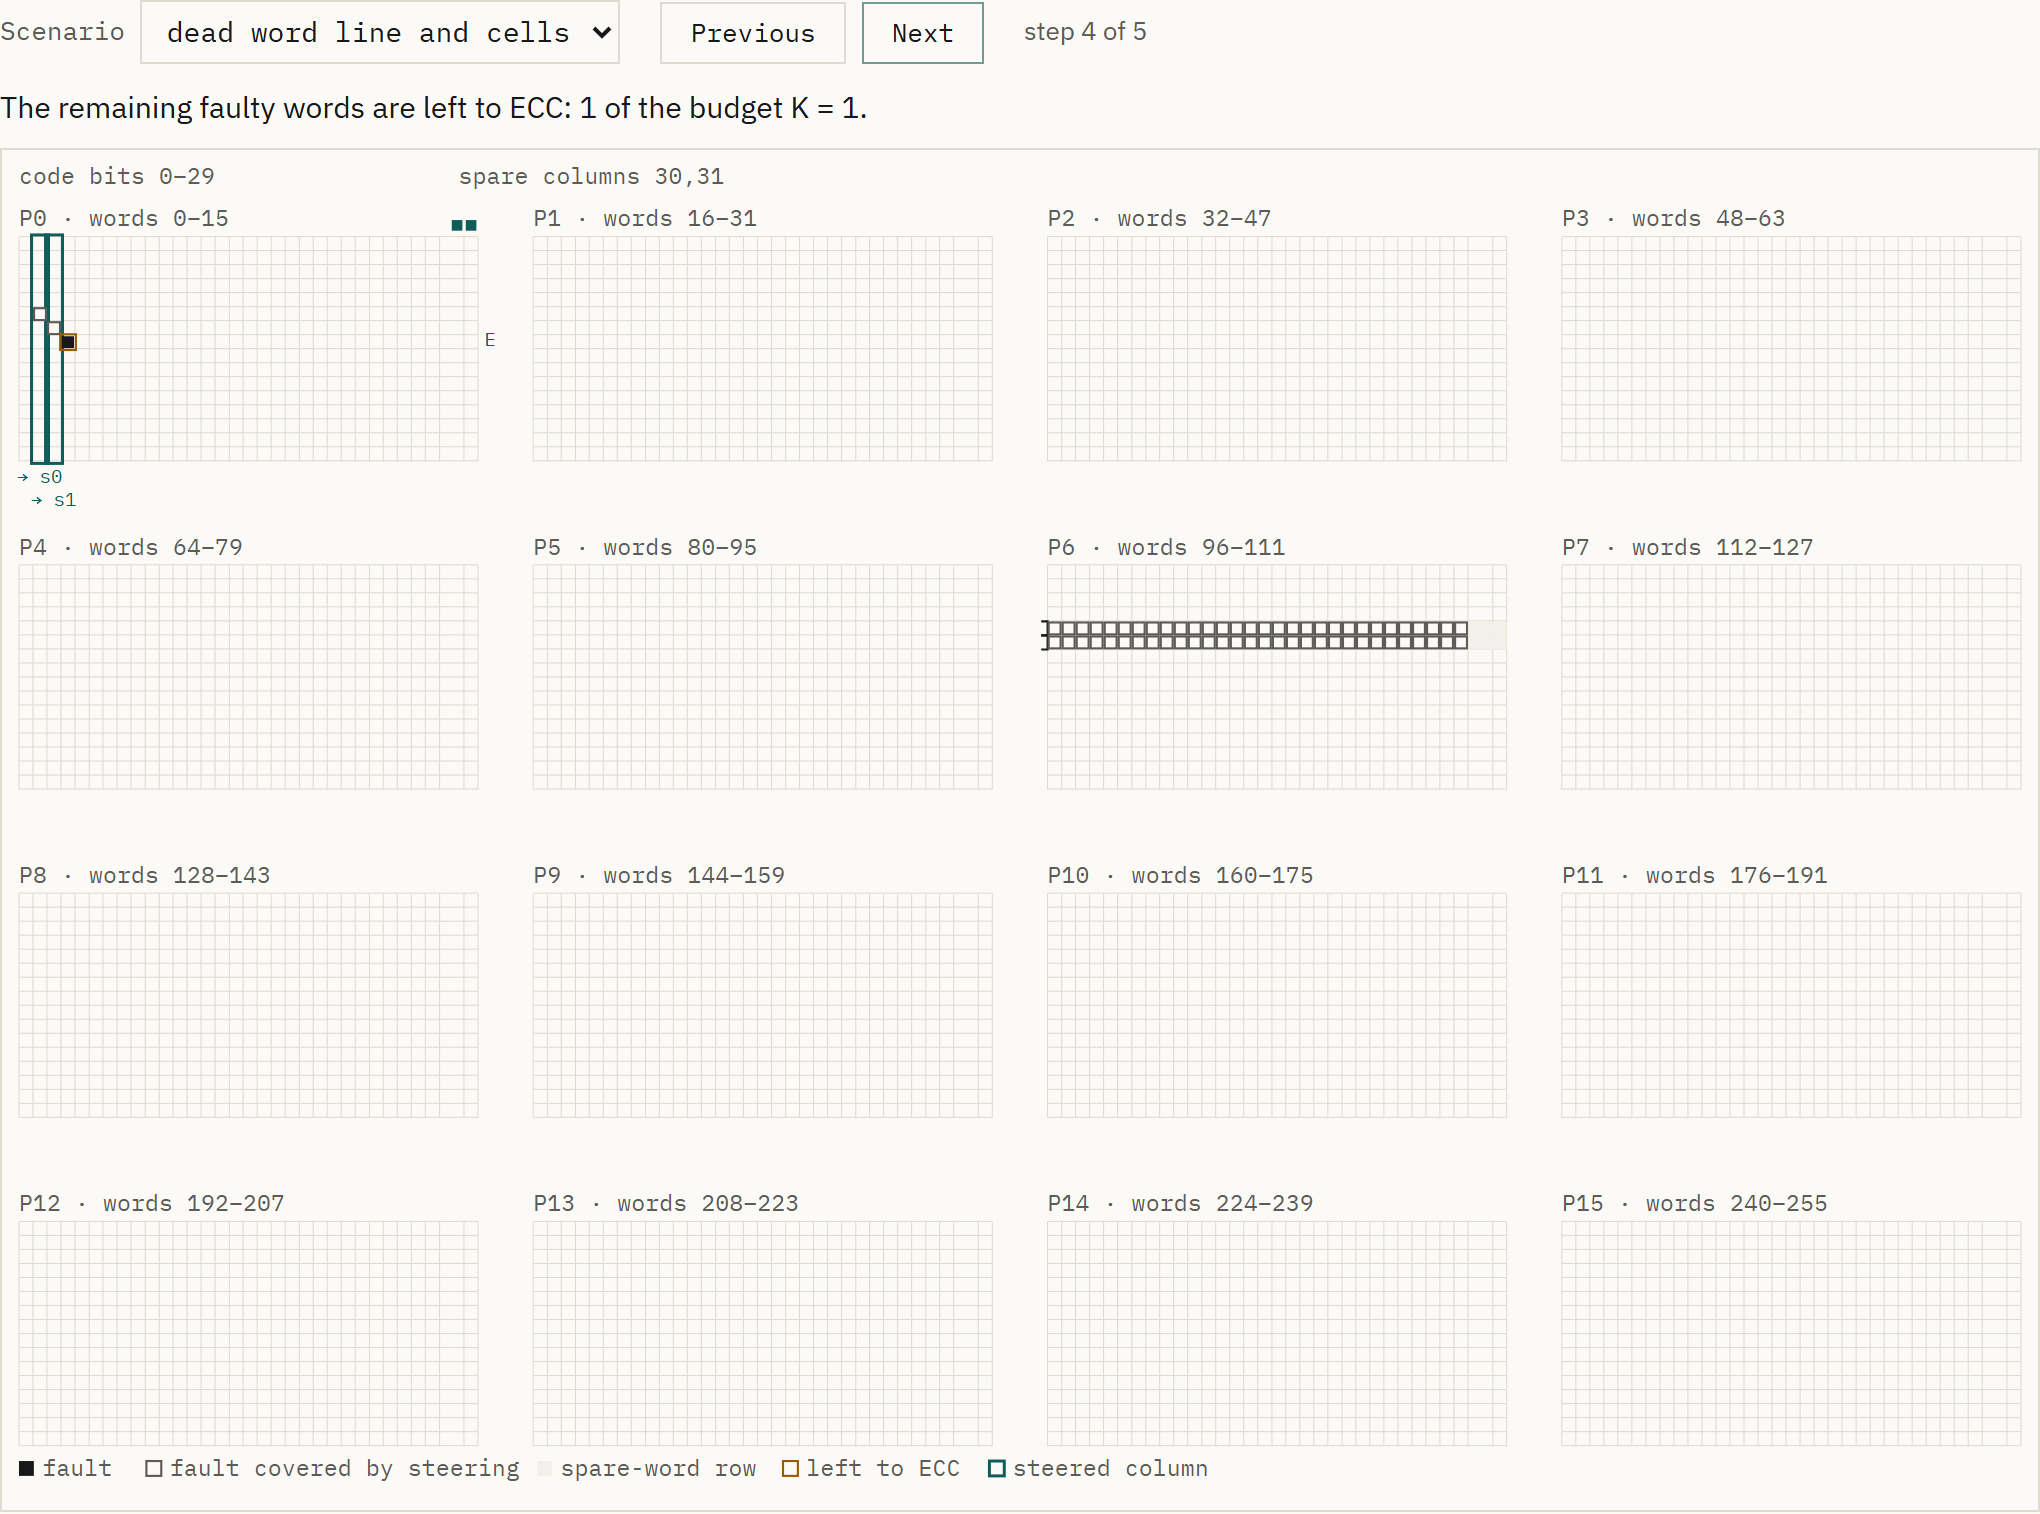 Scenario dead word line and cells Previous Next step 4 of 5
The remaining faulty words are left to ECC: 1 of the budget K = 1.
code bits 0–29 spare columns 30,31
P0 · words 0–15 P1 · words 16–31 P2 · words 32–47 P3 · words 48–63
E
→ s0
→ s1
P4 · words 64–79 P5 · words 80–95 P6 · words 96–111 P7 · words 112–127
P8 · words 128–143 P9 · words 144–159 P10 · words 160–175 P11 · words 176–191
P12 · words 192–207 P13 · words 208–223 P14 · words 224–239 P15 · words 240–255
fault fault covered by steering spare-word row left to ECC steered column